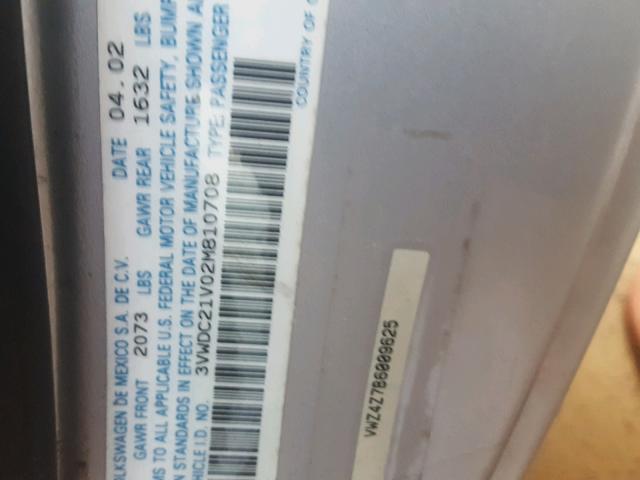 OLKSWAGEN DE MEXICO S.A. DE C.V. DATE 04.02
GAWR FRONT 2073 LBS GAWR REAR 1632 LBS
MS TO ALL APPLICABLE U.S. FEDERAL MOTOR VEHICLE SAFETY, BUMP
N STANDARDS IN EFFECT ON THE DATE OF MANUFACTURE SHOWN A
HICLE I.D. NO. 3VWDC21V02M810708 TYPE: PASSENGER
COUNTRY OF
VWZ4Z7B6009625